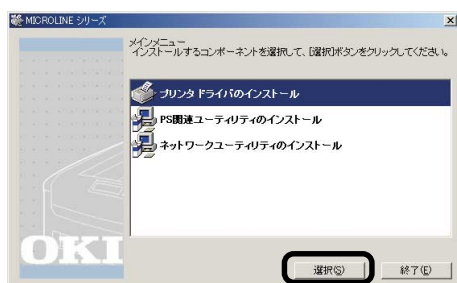 MICROLINE シリーズ
メインメニュー
インストールするコンポーネントを選択して、[選択]ボタンをクリックしてください。
プリンタ ドライバのインストール
PS関連ユーティリティのインストール
ネットワークユーティリティのインストール
OKI
選択(S)
終了(E)